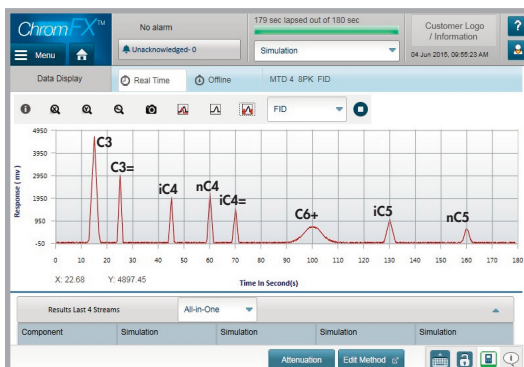 ChromFX™
No alarm
179 sec lapsed out of 180 sec
Customer Logo / Information
?
Menu
Unacknowledged- 0
Simulation
04 Jun 2015, 09:55:23 AM
Data Display
Real Time
Offline
MTD 4 8PK FID
FID
4950
3950
2950
1950
950
-50
Response ( mv )
C3
C3=
iC4
nC4
iC4=
C6+
iC5
nC5
0 10 20 30 40 50 60 70 80 90 100 110 120 130 140 150 160 170 180
X: 22.68 Y: 4897.45
Time In Second(s)
Results Last 4 Streams
All-in-One
Component Simulation Simulation Simulation Simulation
Attenuation
Edit Method